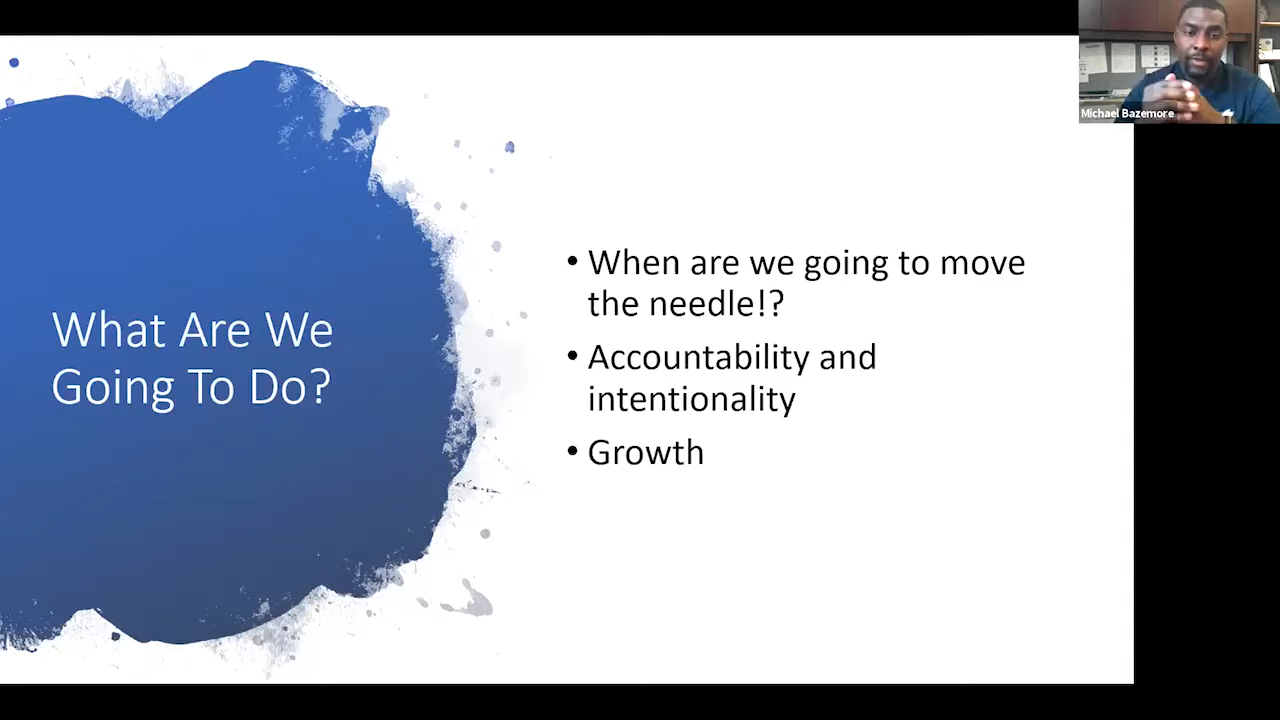 Michael Bazemore
What Are We
Going To Do?
• When are we going to move
the needle!?
• Accountability and
intentionality
• Growth